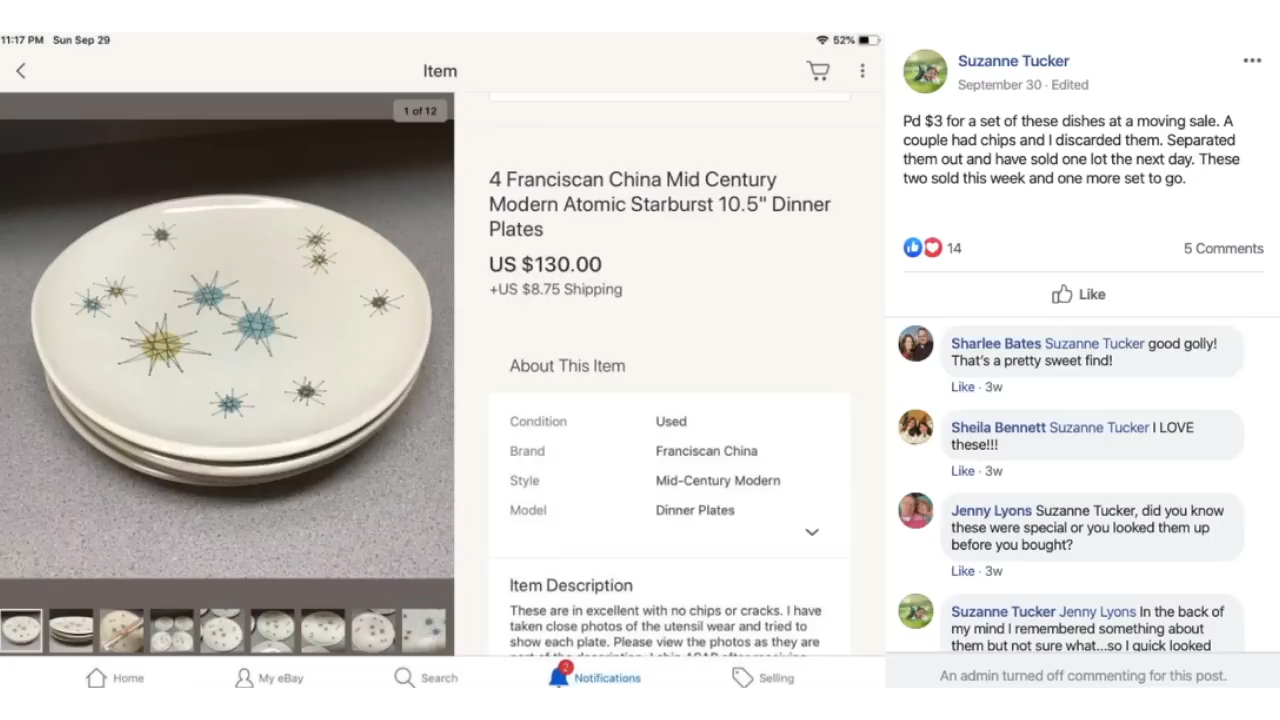 11:17 PM Sun Sep 29
52%
Item
1 of 12
4 Franciscan China Mid Century
Modern Atomic Starburst 10.5" Dinner
Plates
US $130.00
+US $8.75 Shipping
About This Item
Condition Used
Brand Franciscan China
Style Mid-Century Modern
Model Dinner Plates
Item Description
These are in excellent with no chips or cracks. I have
taken close photos of the utensil wear and tried to
show each plate. Please view the photos as they are
Home
My eBay
Search
2
Notifications
Selling
Suzanne Tucker
September 30 · Edited
Pd $3 for a set of these dishes at a moving sale. A
couple had chips and I discarded them. Separated
them out and have sold one lot the next day. These
two sold this week and one more set to go.
14
5 Comments
Like
Sharlee Bates Suzanne Tucker good golly!
That's a pretty sweet find!
Like · 3w
Sheila Bennett Suzanne Tucker I LOVE
these!!!
Like · 3w
Jenny Lyons Suzanne Tucker, did you know
these were special or you looked them up
before you bought?
Like · 3w
Suzanne Tucker Jenny Lyons In the back of
my mind I remembered something about
them but not sure what...so I quick looked
An admin turned off commenting for this post.